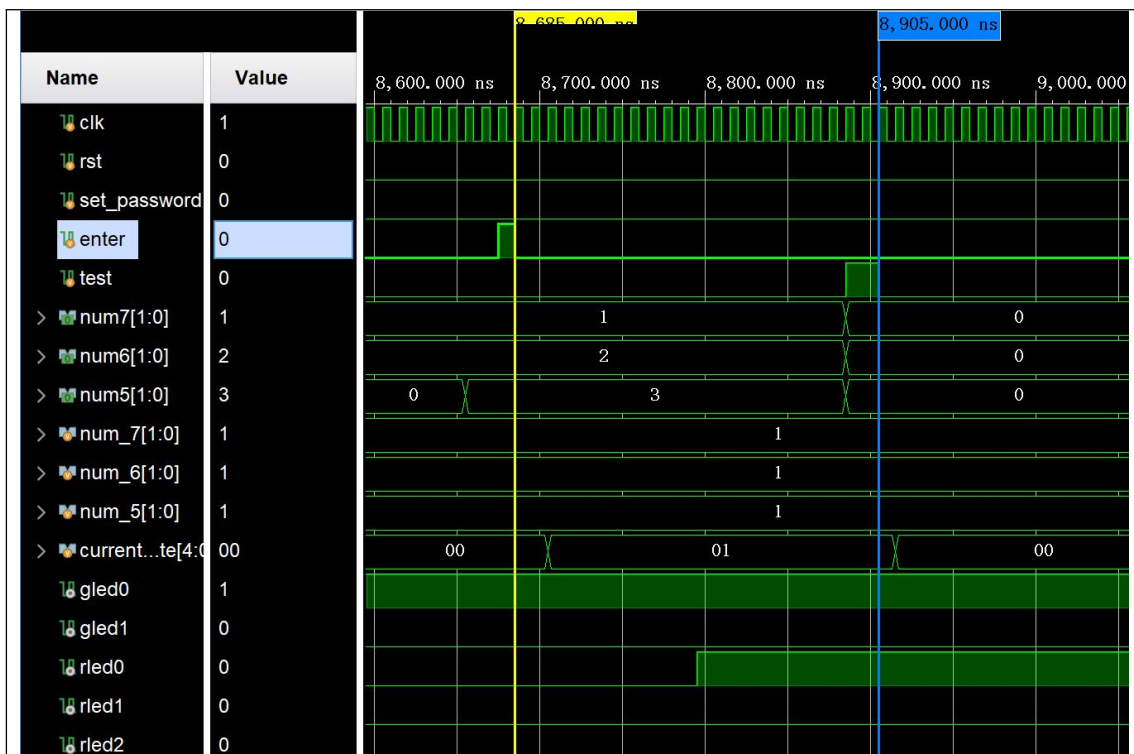 8,685.000 ns
8,905.000 ns
Name Value
8,600.000 ns 8,700.000 ns 8,800.000 ns 8,900.000 ns 9,000.000
clk 1
rst 0
set_password 0
enter 0
test 0
> num7[1:0] 1 1 0
> num6[1:0] 2 2 0
> num5[1:0] 3 0 3 0
> num_7[1:0] 1 1
> num_6[1:0] 1 1
> num_5[1:0] 1 1
> current...te[4:0 00 00 01 00
gled0 1
gled1 0
rled0 0
rled1 0
rled2 0